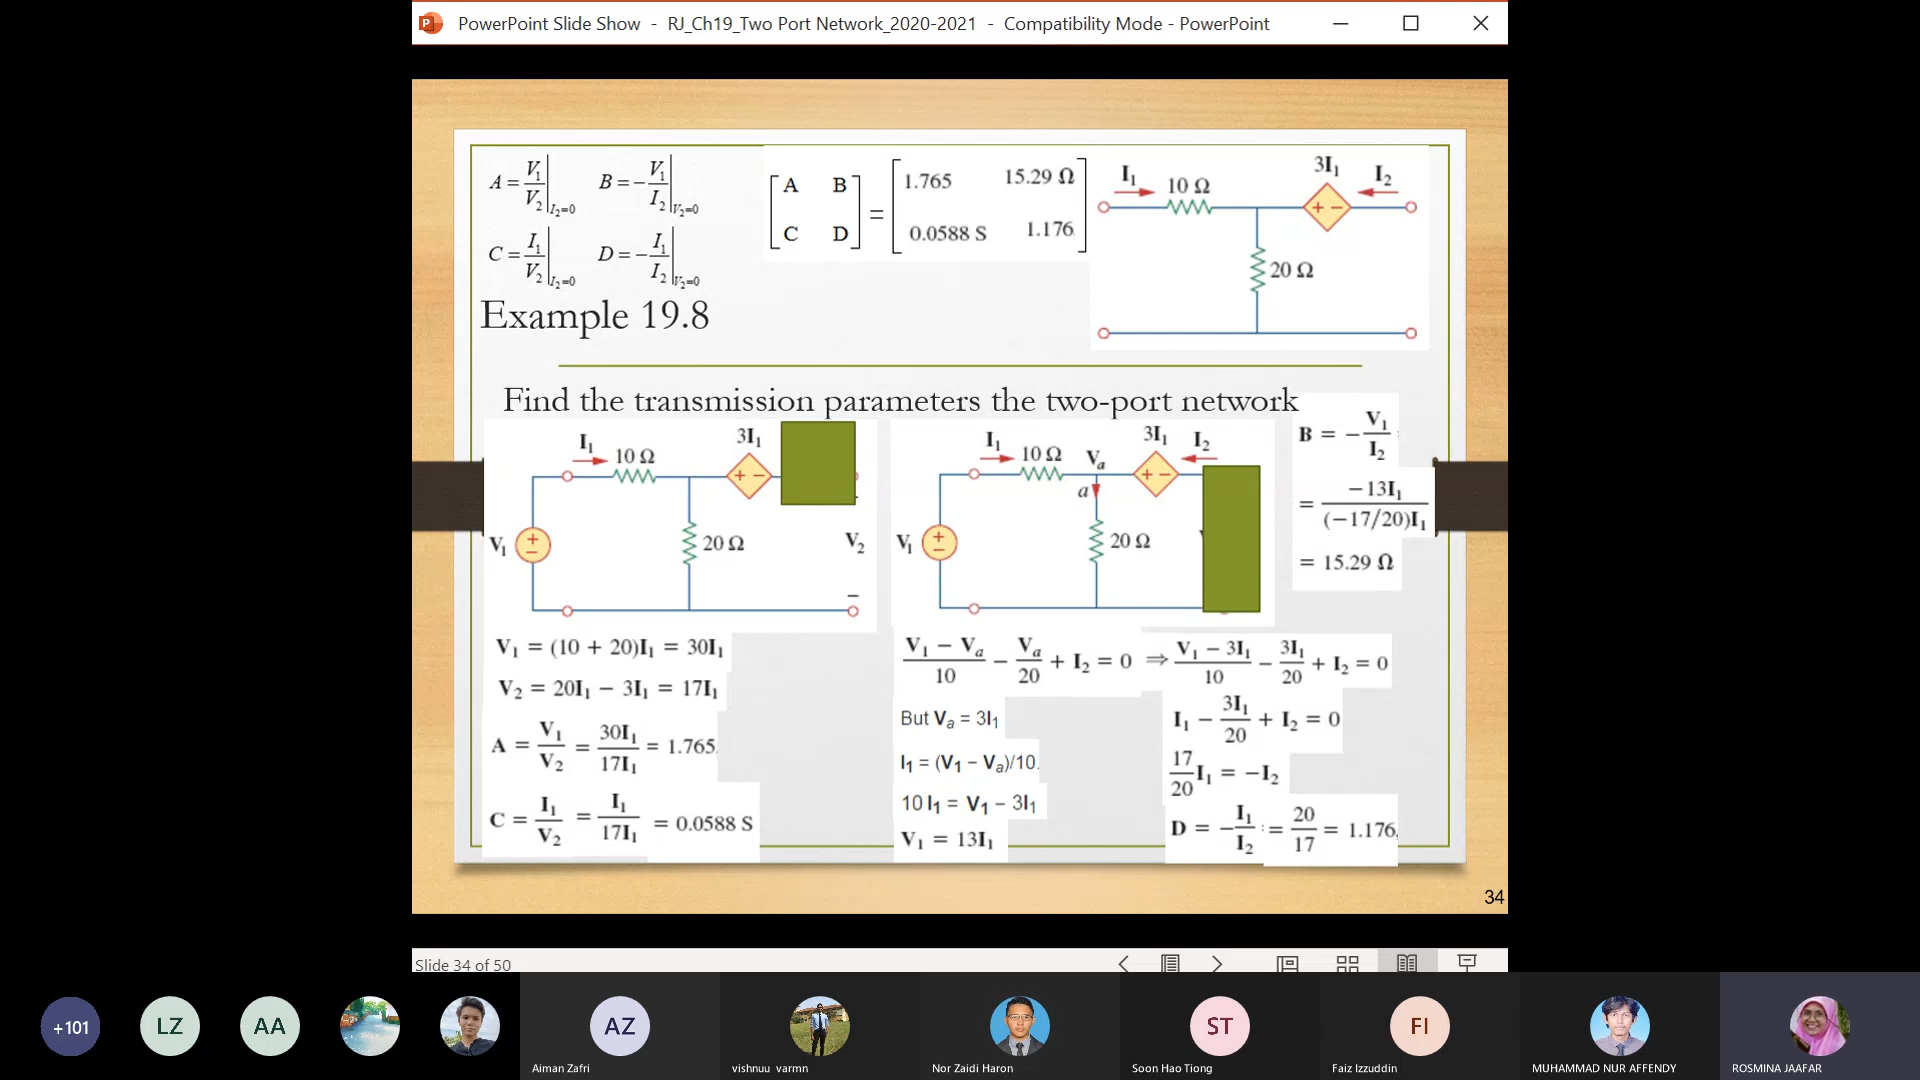 PowerPoint Slide Show - RJ_Ch19_Two Port Network_2020-2021 - Compatibility Mode - PowerPoint
A = V₁/V₂ |I₂=0 B = −V₁/I₂ |V₂=0
C = I₁/V₂ |I₂=0 D = −I₁/I₂ |V₂=0
[A B
C D] = [1.765 15.29 Ω
0.0588 S 1.176]
I₁ 10 Ω 3I₁ I₂
+ −
20 Ω
Example 19.8
Find the transmission parameters the two-port network
I₁ 10 Ω 3I₁
+ −
V₁ + − 20 Ω V₂
−
I₁ 10 Ω Vₐ 3I₁ I₂
a + −
V₁ + − 20 Ω
B = −V₁/I₂
= −13I₁/(−17/20)I₁
= 15.29 Ω
V₁ = (10 + 20)I₁ = 30I₁
V₂ = 20I₁ − 3I₁ = 17I₁
A = V₁/V₂ = 30I₁/17I₁ = 1.765
C = I₁/V₂ = I₁/17I₁ = 0.0588 S
(V₁ − Vₐ)/10 − Vₐ/20 + I₂ = 0 ⇒ (V₁ − 3I₁)/10 − 3I₁/20 + I₂ = 0
But Vₐ = 3I₁
I₁ = (V₁ − Vₐ)/10.
10 I₁ = V₁ − 3I₁
V₁ = 13I₁
I₁ − 3I₁/20 + I₂ = 0
17/20 I₁ = −I₂
D = −I₁/I₂ = 20/17 = 1.176,
34
Slide 34 of 50
+101
LZ
AA
AZ
ST
FI
Aiman Zafri
vishnuu varmn
Nor Zaidi Haron
Soon Hao Tiong
Faiz Izzuddin
MUHAMMAD NUR AFFENDY
ROSMINA JAAFAR